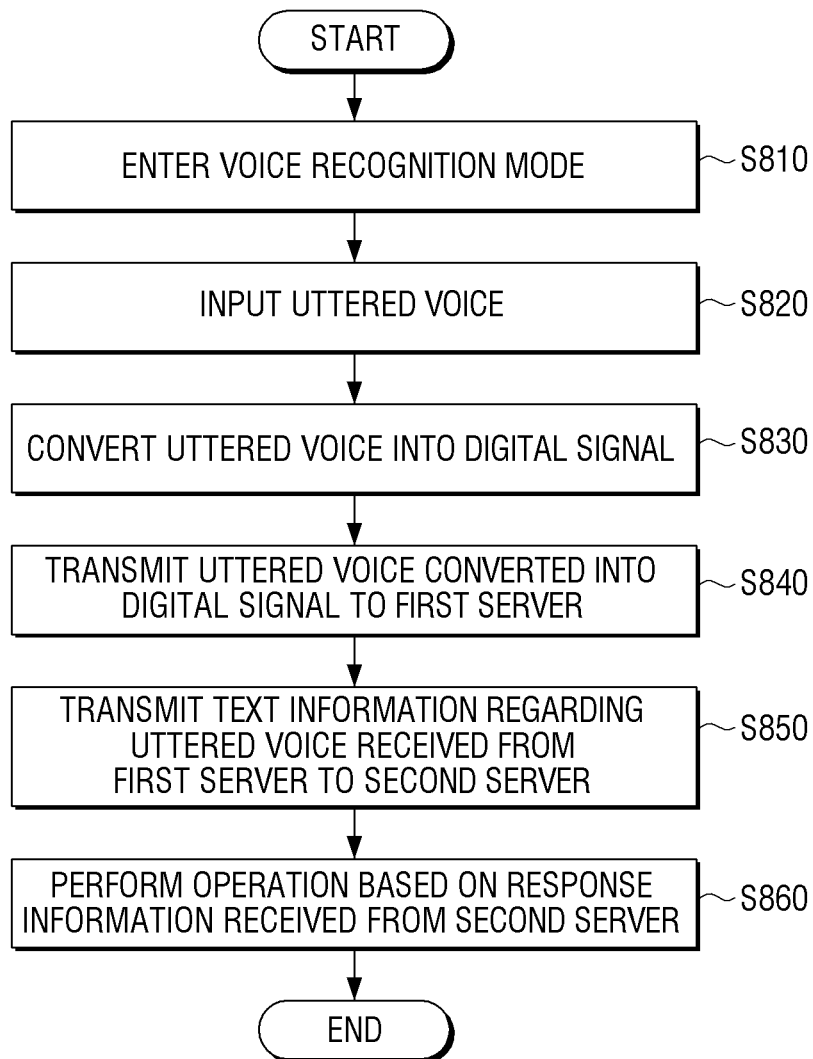 START
ENTER VOICE RECOGNITION MODE
S810
INPUT UTTERED VOICE
S820
CONVERT UTTERED VOICE INTO DIGITAL SIGNAL
S830
TRANSMIT UTTERED VOICE CONVERTED INTO
DIGITAL SIGNAL TO FIRST SERVER
S840
TRANSMIT TEXT INFORMATION REGARDING
UTTERED VOICE RECEIVED FROM
FIRST SERVER TO SECOND SERVER
S850
PERFORM OPERATION BASED ON RESPONSE
INFORMATION RECEIVED FROM SECOND SERVER
S860
END